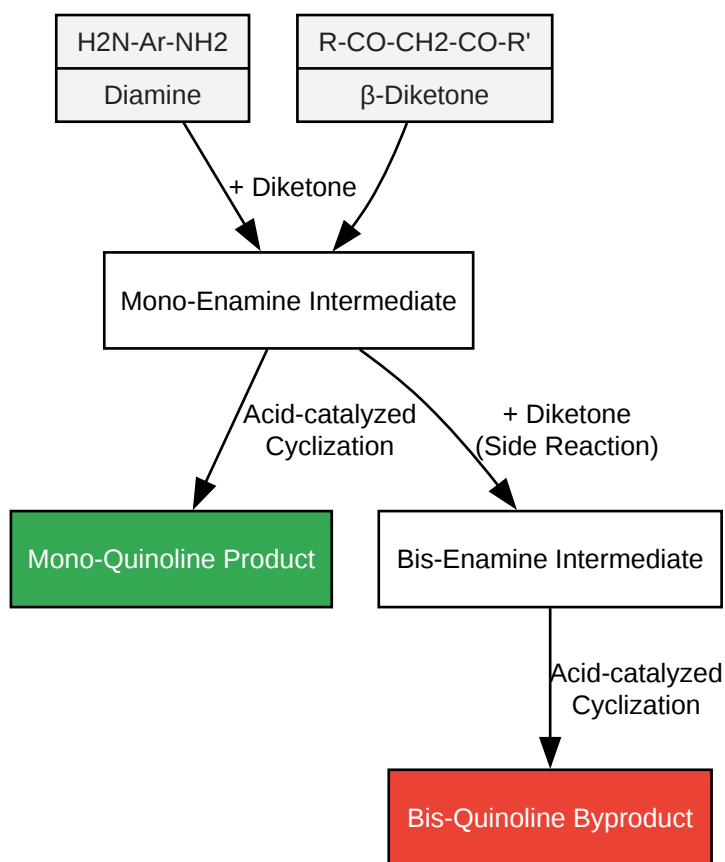 H2N-Ar-NH2
Diamine
R-CO-CH2-CO-R'
β-Diketone
+ Diketone
Mono-Enamine Intermediate
Acid-catalyzed
Cyclization
+ Diketone
(Side Reaction)
Mono-Quinoline Product
Bis-Enamine Intermediate
Acid-catalyzed
Cyclization
Bis-Quinoline Byproduct